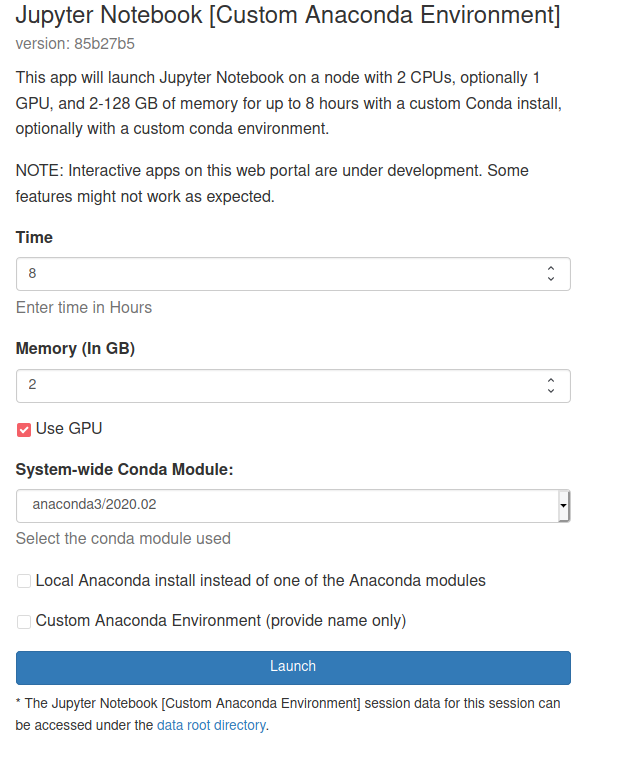 Jupyter Notebook [Custom Anaconda Environment]
version: 85b27b5
This app will launch Jupyter Notebook on a node with 2 CPUs, optionally 1
GPU, and 2-128 GB of memory for up to 8 hours with a custom Conda install,
optionally with a custom conda environment.
NOTE: Interactive apps on this web portal are under development. Some
features might not work as expected.
Time
8
Enter time in Hours
Memory (In GB)
2
Use GPU
System-wide Conda Module:
anaconda3/2020.02
Select the conda module used
Local Anaconda install instead of one of the Anaconda modules
Custom Anaconda Environment (provide name only)
Launch
* The Jupyter Notebook [Custom Anaconda Environment] session data for this session can
be accessed under the data root directory.